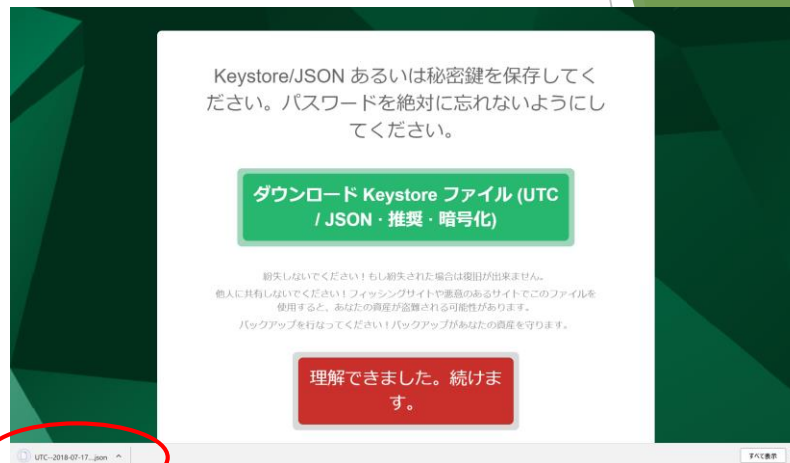 Keystore/JSON あるいは秘密鍵を保存してく
ださい。パスワードを絶対に忘れないようにし
てください。
ダウンロード Keystore ファイル (UTC
/ JSON · 推奨 · 暗号化)
紛失しないでください！もし紛失された場合は復旧が出来ません。
他人に共有しないでください！フィッシングサイトや悪意のあるサイトでこのファイルを
使用すると、あなたの資産が盗難される可能性があります。
バックアップを行なってください！バックアップがあなたの資産を守ります。
理解できました。続けま
す。
UTC--2018-07-17....json
すべて表示